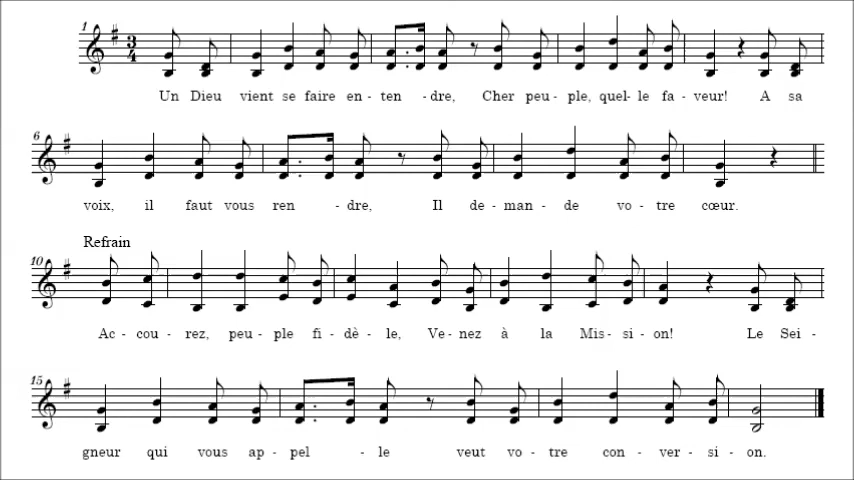 1
3
4
Un Dieu vient se faire en - ten - dre, Cher peu - ple, quel - le fa - veur! A sa
6
voix, il faut vous ren - dre, Il de - man - de vo - tre cœur.
Refrain
10
Ac - cou - rez, peu - ple fi - dè - le, Ve - nez à la Mis - si - on! Le Sei -
15
gneur qui vous ap - pel - le veut vo - tre con - ver - si - on.